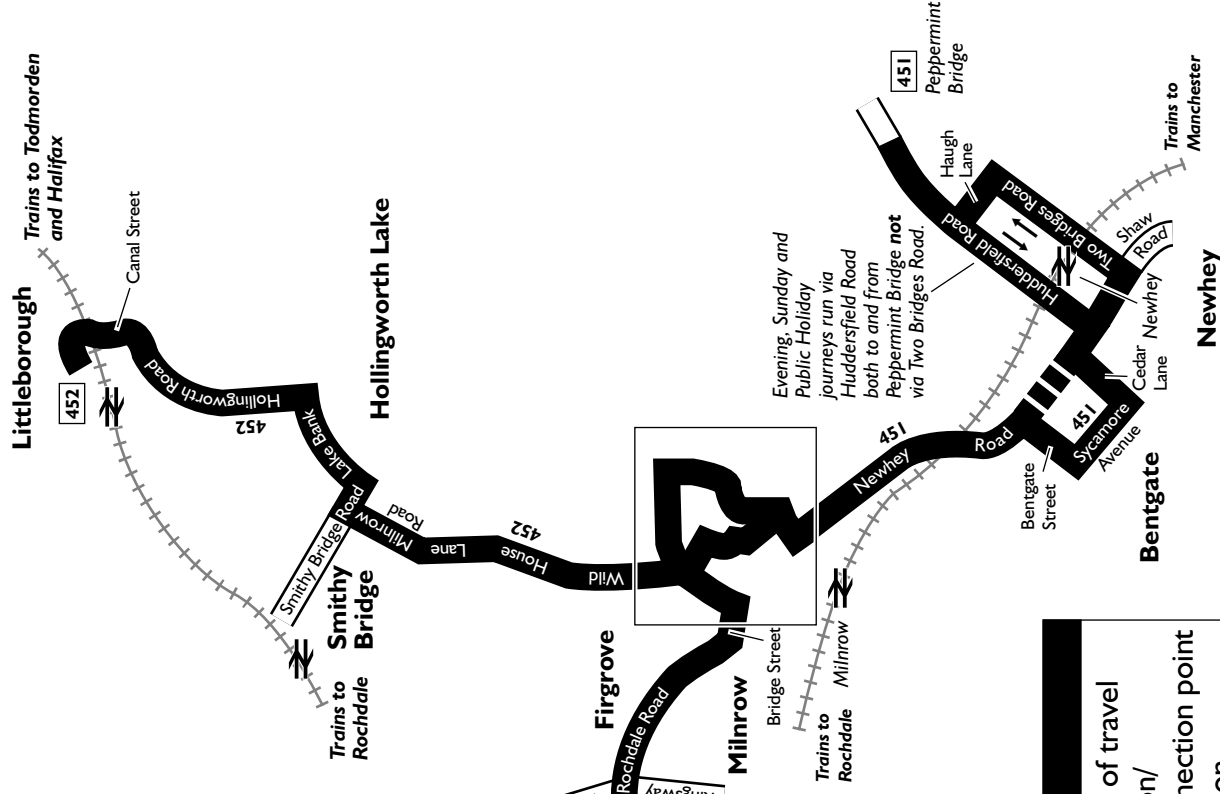 Littleborough
452
Trains to Todmorden
and Halifax
Canal Street
Hollingworth Road
452
Hollingworth Lake
Lake Bank
Smithy Bridge Road
Smithy
Bridge
Trains to
Rochdale
Milnrow
Road
Wild House Lane
452
Firgrove
Rochdale Road
Milnrow
Bridge Street
Trains to
Rochdale
Milnrow
Newhey Road
451
Evening, Sunday and
Public Holiday
journeys run via
Huddersfield Road
both to and from
Peppermint Bridge not
via Two Bridges Road.
451
Peppermint
Bridge
Haugh
Lane
Huddersfield Road
Two Bridges Road
Trains to
Manchester
Shaw
Road
Newhey
Newhey
Cedar
Lane
451
Sycamore
Avenue
Bentgate
Street
Bentgate
of travel
on/
nection point
on